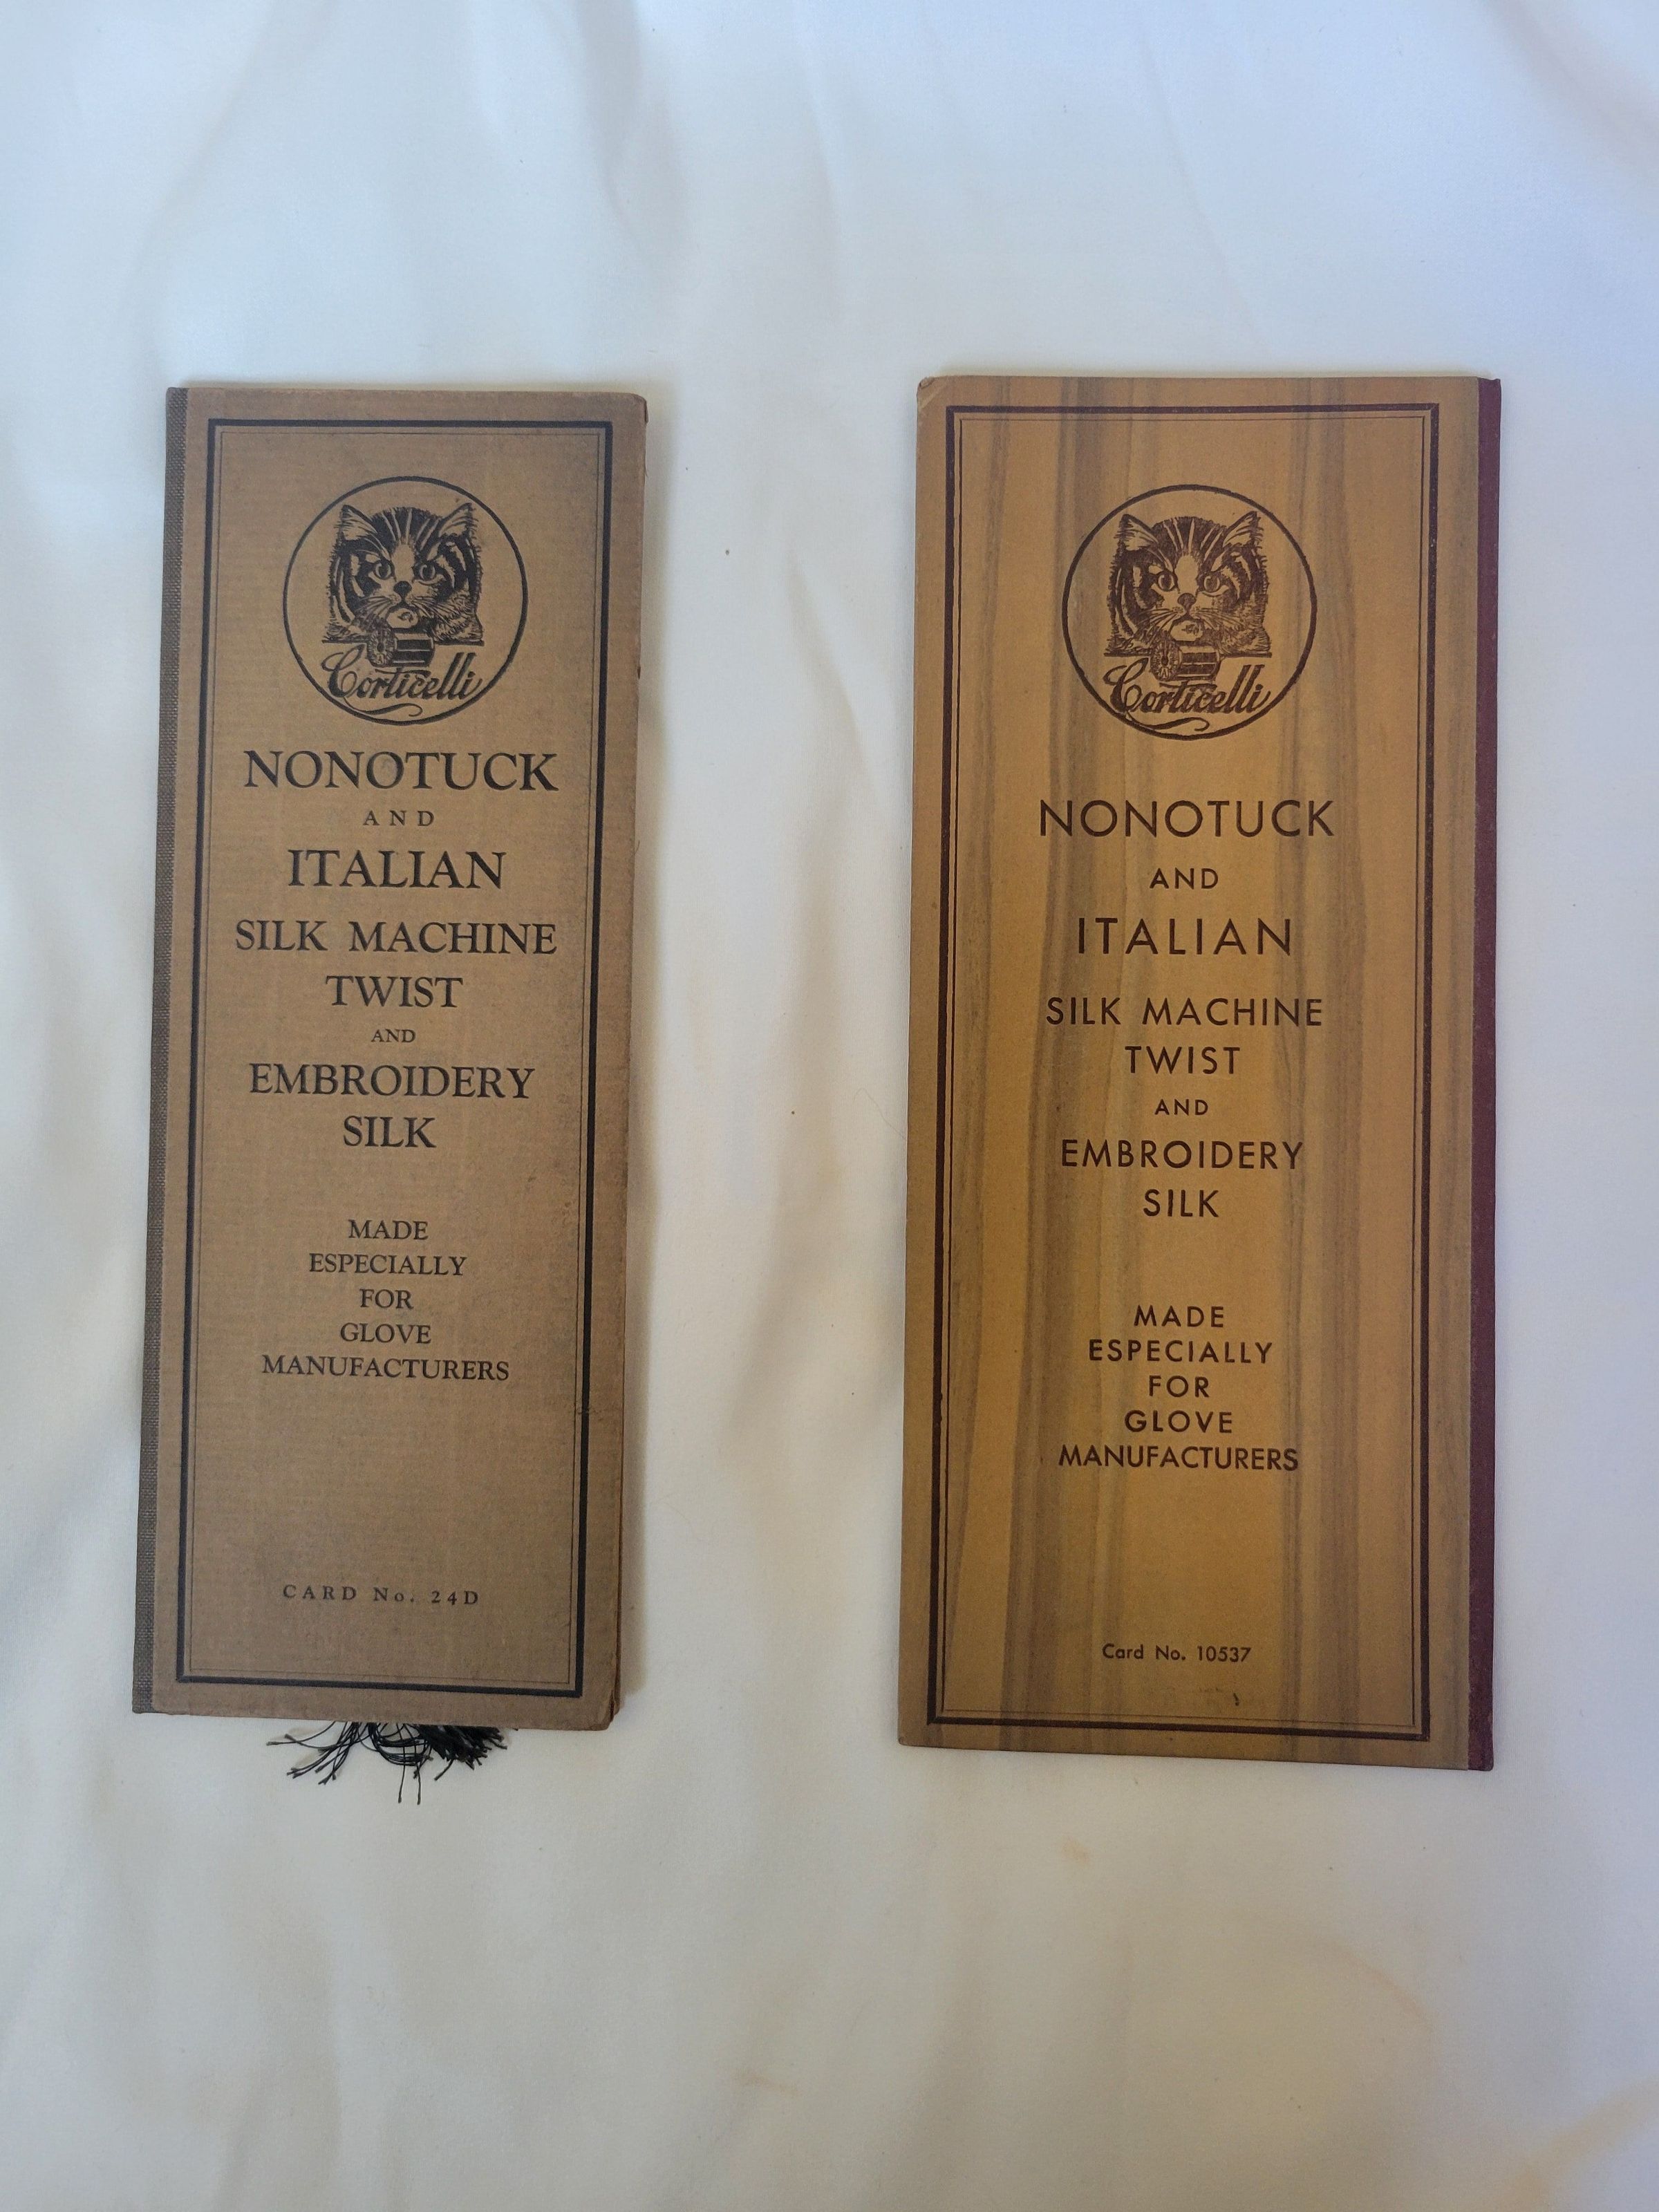 Corticelli
NONOTUCK
AND
ITALIAN
SILK MACHINE
TWIST
AND
EMBROIDERY
SILK
MADE
ESPECIALLY
FOR
GLOVE
MANUFACTURERS
CARD No. 24D
Corticelli
NONOTUCK
AND
ITALIAN
SILK MACHINE
TWIST
AND
EMBROIDERY
SILK
MADE
ESPECIALLY
FOR
GLOVE
MANUFACTURERS
Card No. 10537